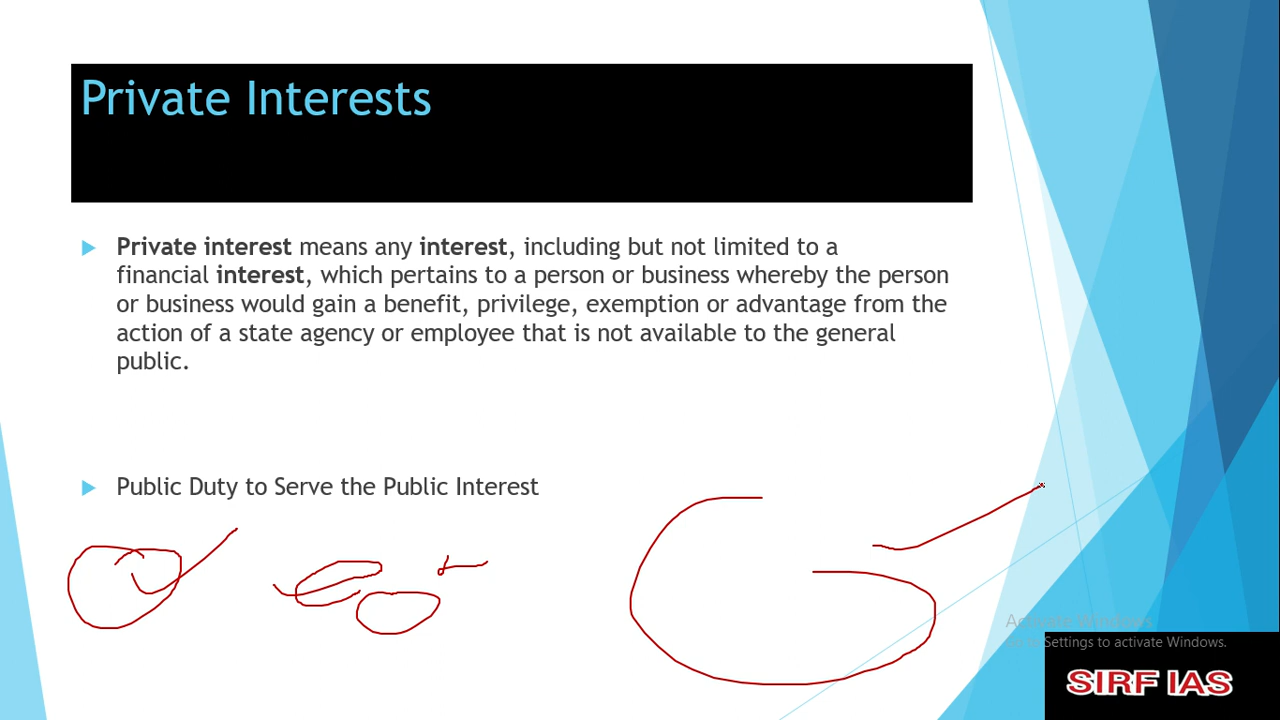 Private Interests
Private interest means any interest, including but not limited to a
financial interest, which pertains to a person or business whereby the person
or business would gain a benefit, privilege, exemption or advantage from the
action of a state agency or employee that is not available to the general
public.
Public Duty to Serve the Public Interest
Activate Windows
Go to Settings to activate Windows.
SIRF IAS